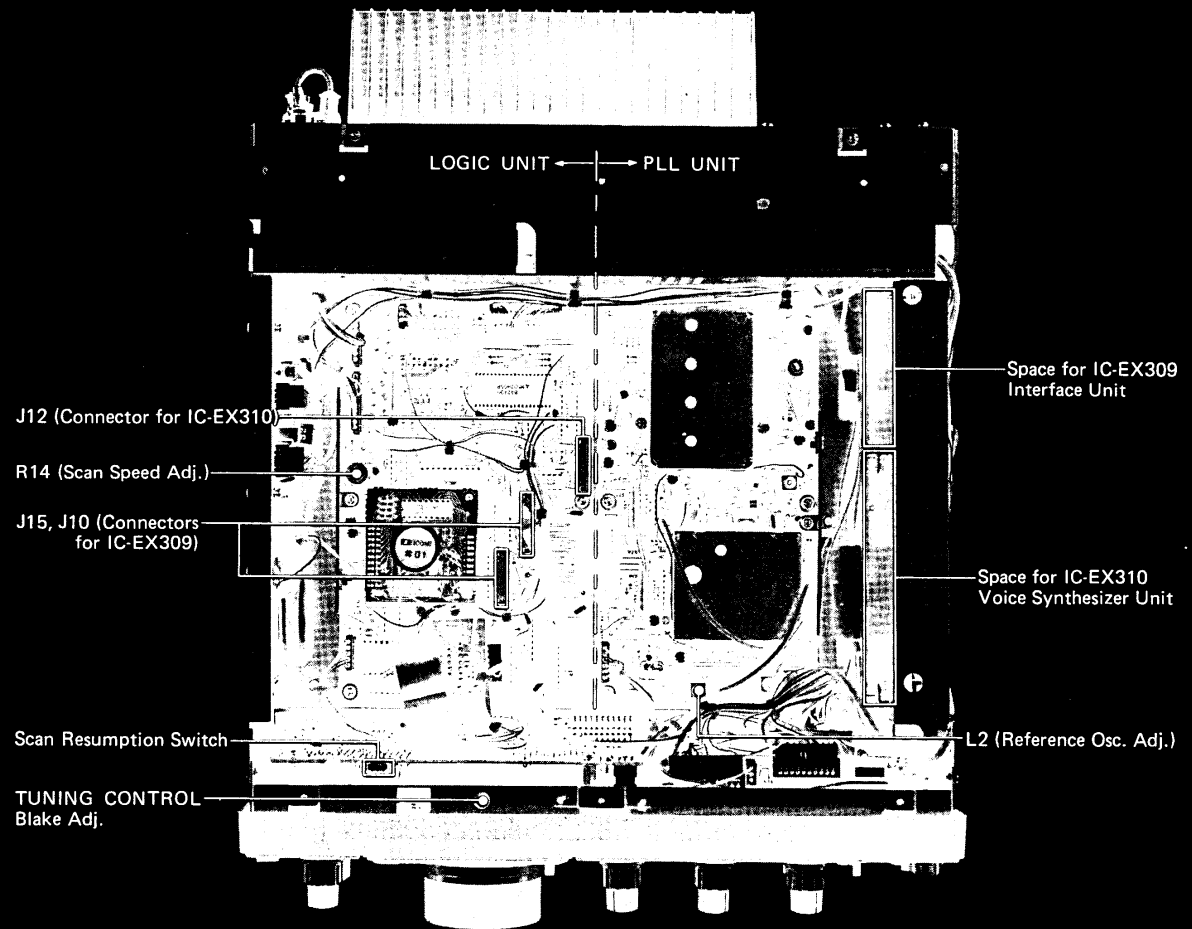 LOGIC UNIT
PLL UNIT
Space for IC-EX309
Interface Unit
J12 (Connector for IC-EX310)
R14 (Scan Speed Adj.)
J15, J10 (Connectors
for IC-EX309)
#01
Space for IC-EX310
Voice Synthesizer Unit
Scan Resumption Switch
L2 (Reference Osc. Adj.)
TUNING CONTROL
Blake Adj.